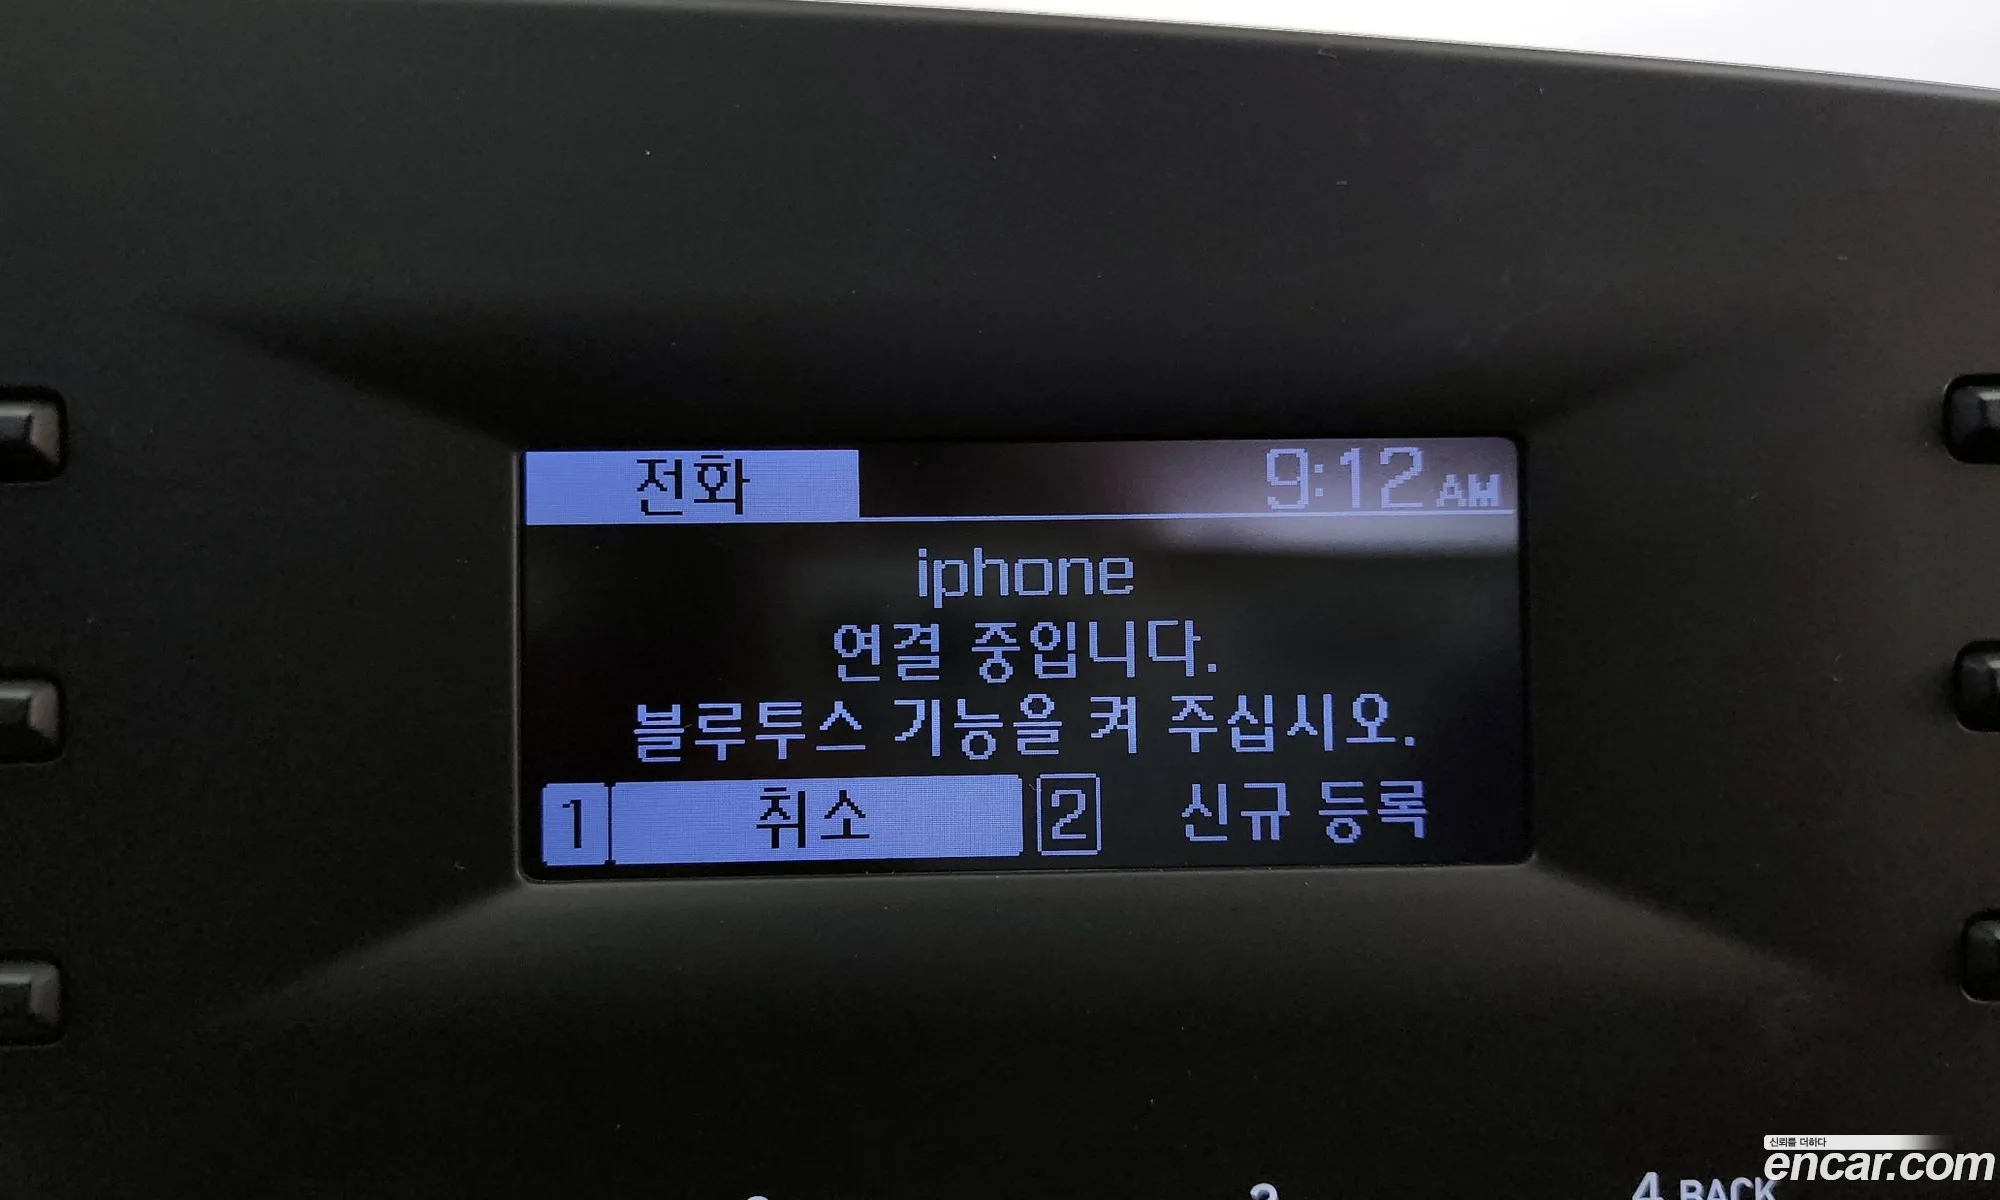 전화 9:12 AM
iphone
연결 중입니다.
블루투스 기능을 켜 주십시오.
1 취소 2 신규 등록
신뢰를 더하다
encar.com
4 BACK